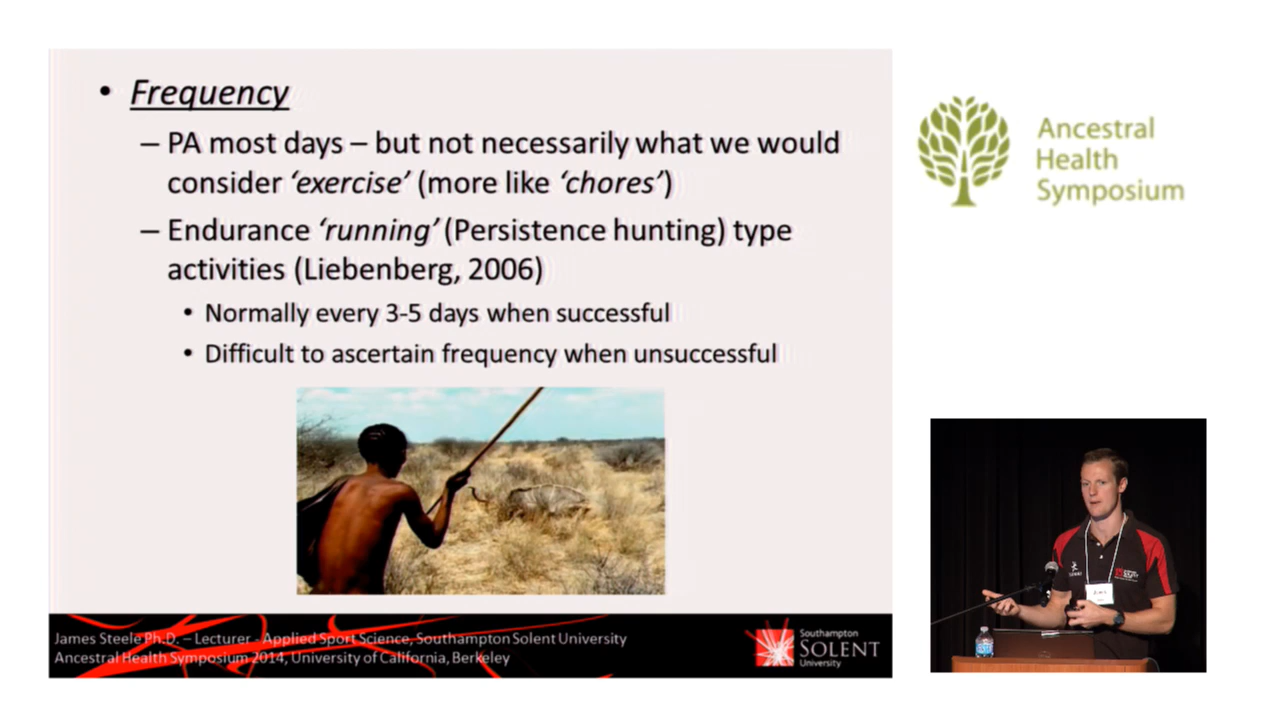 • Frequency
– PA most days – but not necessarily what we would
consider ‘exercise’ (more like ‘chores’)
– Endurance ‘running’ (Persistence hunting) type
activities (Liebenberg, 2006)
• Normally every 3-5 days when successful
• Difficult to ascertain frequency when unsuccessful
James Steele Ph.D. – Lecturer - Applied Sport Science, Southampton Solent University
Ancestral Health Symposium 2014, University of California, Berkeley
Southampton
SOLENT
University
Ancestral
Health
Symposium